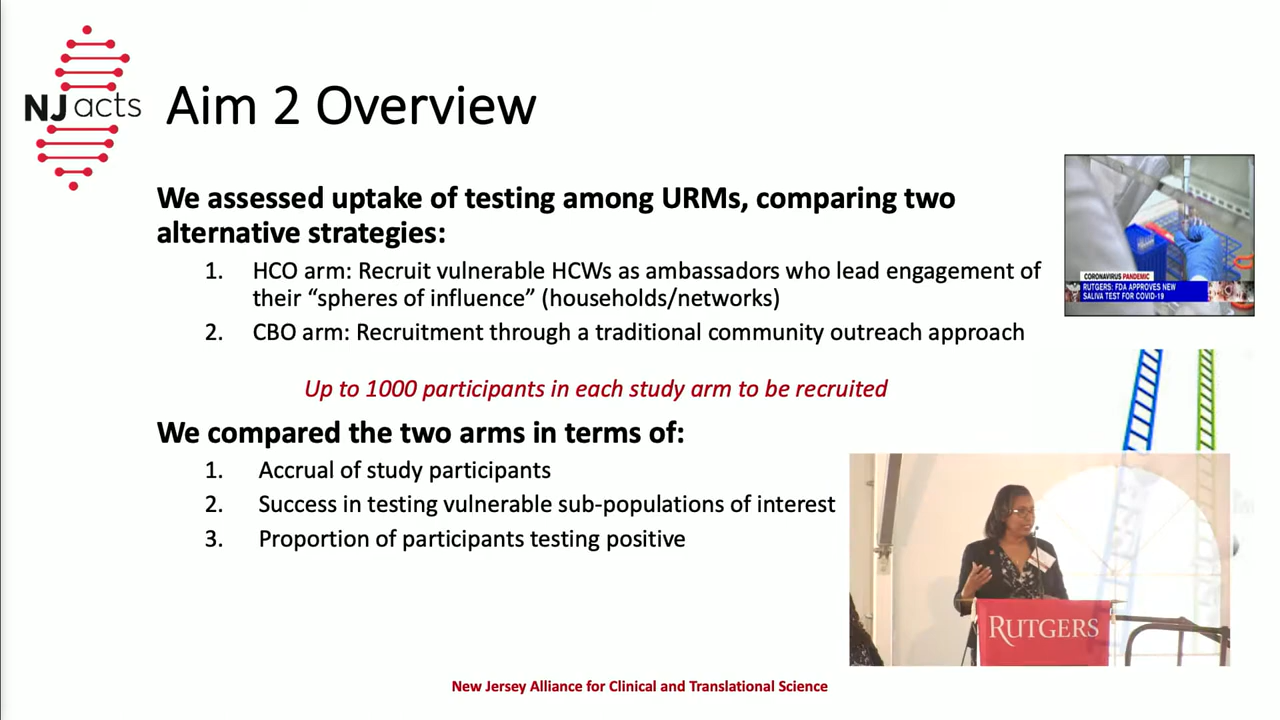 NJ acts
Aim 2 Overview
We assessed uptake of testing among URMs, comparing two
alternative strategies:
1. HCO arm: Recruit vulnerable HCWs as ambassadors who lead engagement of
their “spheres of influence” (households/networks)
2. CBO arm: Recruitment through a traditional community outreach approach
Up to 1000 participants in each study arm to be recruited
We compared the two arms in terms of:
1. Accrual of study participants
2. Success in testing vulnerable sub-populations of interest
3. Proportion of participants testing positive
CORONAVIRUS PANDEMIC
RUTGERS: FDA APPROVES NEW
SALIVA TEST FOR COVID-19
RUTGERS
New Jersey Alliance for Clinical and Translational Science